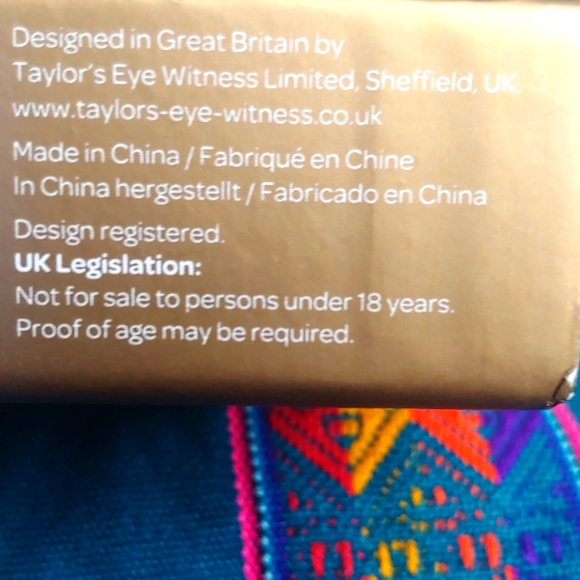 Designed in Great Britain by
Taylor's Eye Witness Limited, Sheffield, UK.
www.taylors-eye-witness.co.uk
Made in China / Fabriqué en Chine
In China hergestellt / Fabricado en China
Design registered.
UK Legislation:
Not for sale to persons under 18 years.
Proof of age may be required.